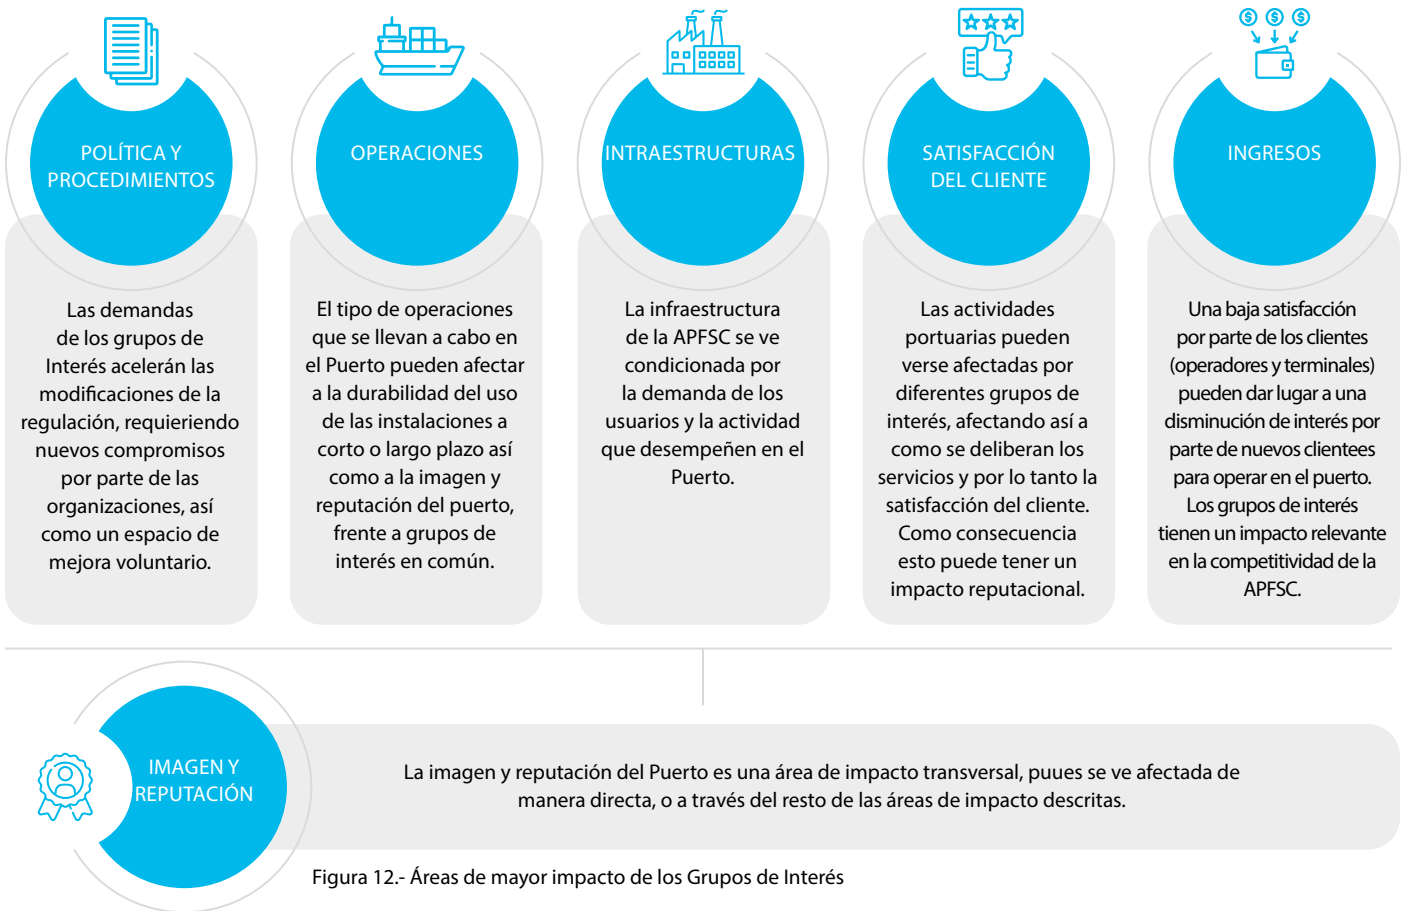 POLÍTICA Y
PROCEDIMIENTOS
Las demandas
de los grupos de
Interés acelerán las
modificaciones de la
regulación, requieriendo
nuevos compromisos
por parte de las
organizaciones, así
como un espacio de
mejora voluntario.
OPERACIONES
El tipo de operaciones
que se llevan a cabo en
el Puerto pueden afectar
a la durabilidad del uso
de las instalaciones a
corto o largo plazo así
como a la imagen y
reputación del puerto,
frente a grupos de
interés en común.
INTRAESTRUCTURAS
La infraestructura
de la APFSC se ve
condicionada por
la demanda de los
usuarios y la actividad
que desempeñen en el
Puerto.
SATISFACCIÓN
DEL CLIENTE
Las actividades
portuarias pueden
verse afectadas por
diferentes grupos de
interés, afectando así a
como se deliberan los
servicios y por lo tanto la
satisfacción del cliente.
Como consecuencia
esto puede tener un
impacto reputacional.
INGRESOS
Una baja satisfacción
por parte de los clientes
(operadores y terminales)
pueden dar lugar a una
disminución de interés por
parte de nuevos clientees
para operar en el puerto.
Los grupos de interés
tienen un impacto relevante
en la competitividad de la
APFSC.
IMAGEN Y
REPUTACIÓN
La imagen y reputación del Puerto es una área de impacto transversal, puues se ve afectada de
manera directa, o a través del resto de las áreas de impacto descritas.
Figura 12.- Áreas de mayor impacto de los Grupos de Interés